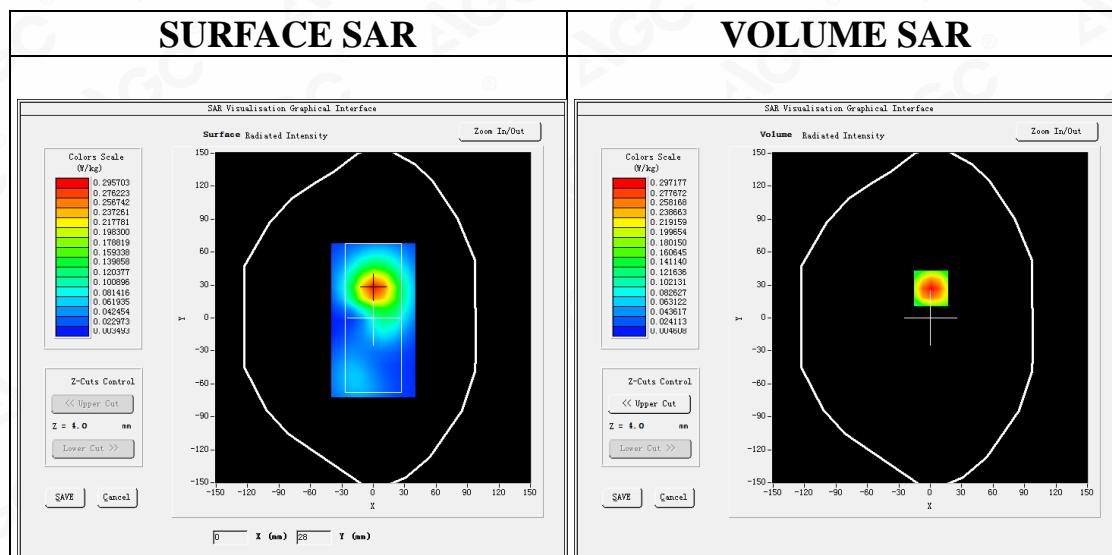 SURFACE SAR
VOLUME SAR
SAR Visualisation Graphical Interface
Surface Radiated Intensity
Zoom In/Out
Colors Scale
(W/kg)
0.295703
0.276223
0.256742
0.237261
0.217781
0.198300
0.178819
0.159338
0.139858
0.120377
0.100896
0.081416
0.061935
0.042454
0.022973
0.003493
150
120
90
60
30
0
-30
-60
-90
-120
-150
Y
-150 -120 -90 -60 -30 0 30 60 90 120 150
X
Z-Cuts Control
<< Upper Cut
Z = 4.0 mm
Lower Cut >>
SAVE
Cancel
0 X (mm) 28 Y (mm)
SAR Visualisation Graphical Interface
Volume Radiated Intensity
Zoom In/Out
Colors Scale
(W/kg)
0.297177
0.277672
0.258168
0.238663
0.219159
0.199654
0.180150
0.160645
0.141140
0.121636
0.102131
0.082627
0.063122
0.043617
0.024113
0.004608
150
120
90
60
30
0
-30
-60
-90
-120
-150
Y
-150 -120 -90 -60 -30 0 30 60 90 120 150
X
Z-Cuts Control
<< Upper Cut
Z = 4.0 mm
Lower Cut >>
SAVE
Cancel
AGC
®